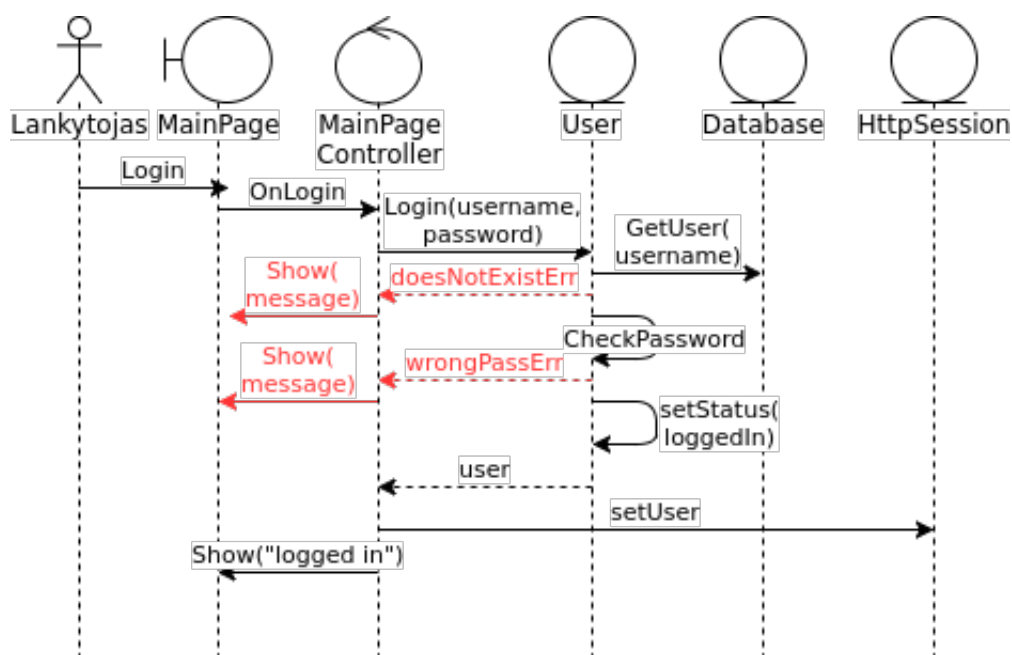 Lankytojas
MainPage
MainPage
Controller
User
Database
HttpSession
Login
OnLogin
Login(username,
password)
GetUser(
username)
doesNotExistErr
Show(
message)
CheckPassword
wrongPassErr
Show(
message)
setStatus(
loggedIn)
user
setUser
Show("logged in")